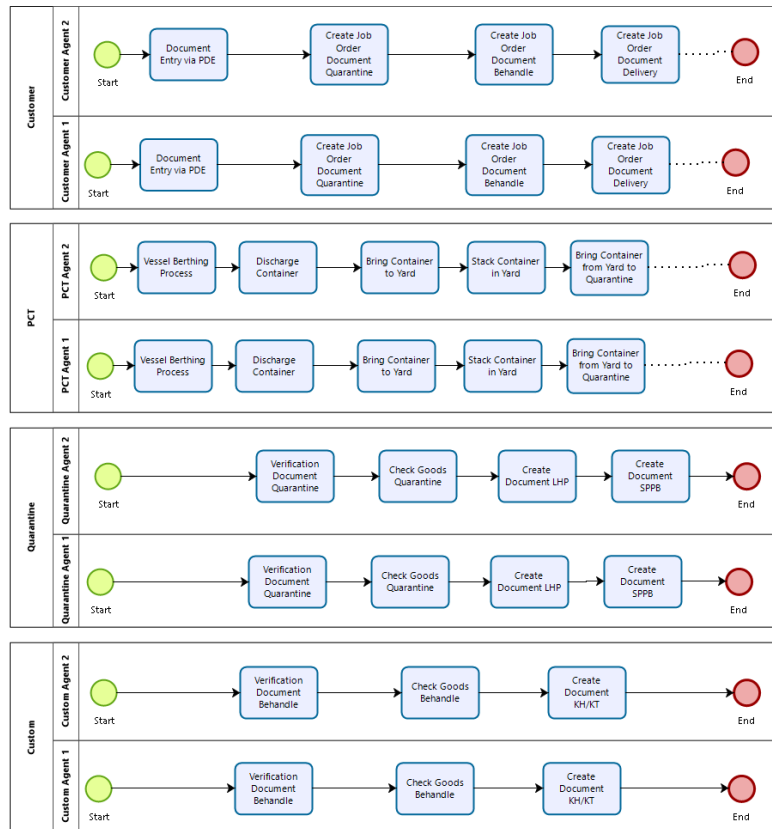 Customer
Customer Agent 2
Start
Document
Entry via PDE
Create Job
Order
Document
Quarantine
Create Job
Order
Document
Behandle
Create Job
Order
Document
Delivery
End
Customer Agent 1
Start
Document
Entry via PDE
Create Job
Order
Document
Quarantine
Create Job
Order
Document
Behandle
Create Job
Order
Document
Delivery
End
PCT
PCT Agent 2
Start
Vessel Berthing
Process
Discharge
Container
Bring Container
to Yard
Stack Container
in Yard
Bring Container
from Yard to
Quarantine
End
PCT Agent 1
Start
Vessel Berthing
Process
Discharge
Container
Bring Container
to Yard
Stack Container
in Yard
Bring Container
from Yard to
Quarantine
End
Quarantine
Quarantine Agent 2
Start
Verification
Document
Quarantine
Check Goods
Quarantine
Create
Document LHP
Create
Document
SPPB
End
Quarantine Agent 1
Start
Verification
Document
Quarantine
Check Goods
Quarantine
Create
Document LHP
Create
Document
SPPB
End
Custom
Custom Agent 2
Start
Verification
Document
Behandle
Check Goods
Behandle
Create
Document
KH/KT
End
Custom Agent 1
Start
Verification
Document
Behandle
Check Goods
Behandle
Create
Document
KH/KT
End